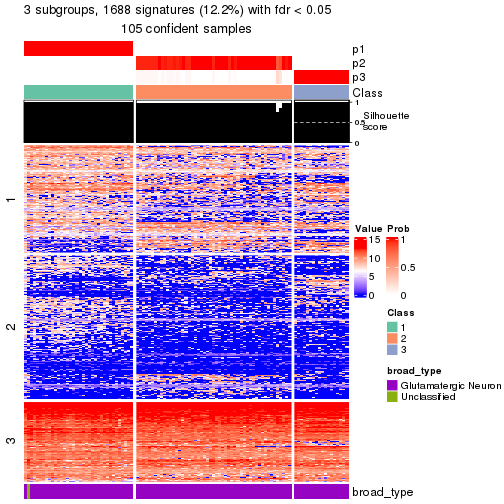 3 subgroups, 1688 signatures (12.2%) with fdr < 0.05
105 confident samples
p1
p2
p3
Class
1
0.5
0
Silhouette
score
1
2
3
Value
15
10
5
0
Prob
1
0.5
0
Class
1
2
3
broad_type
Glutamatergic Neuron
Unclassified
broad_type